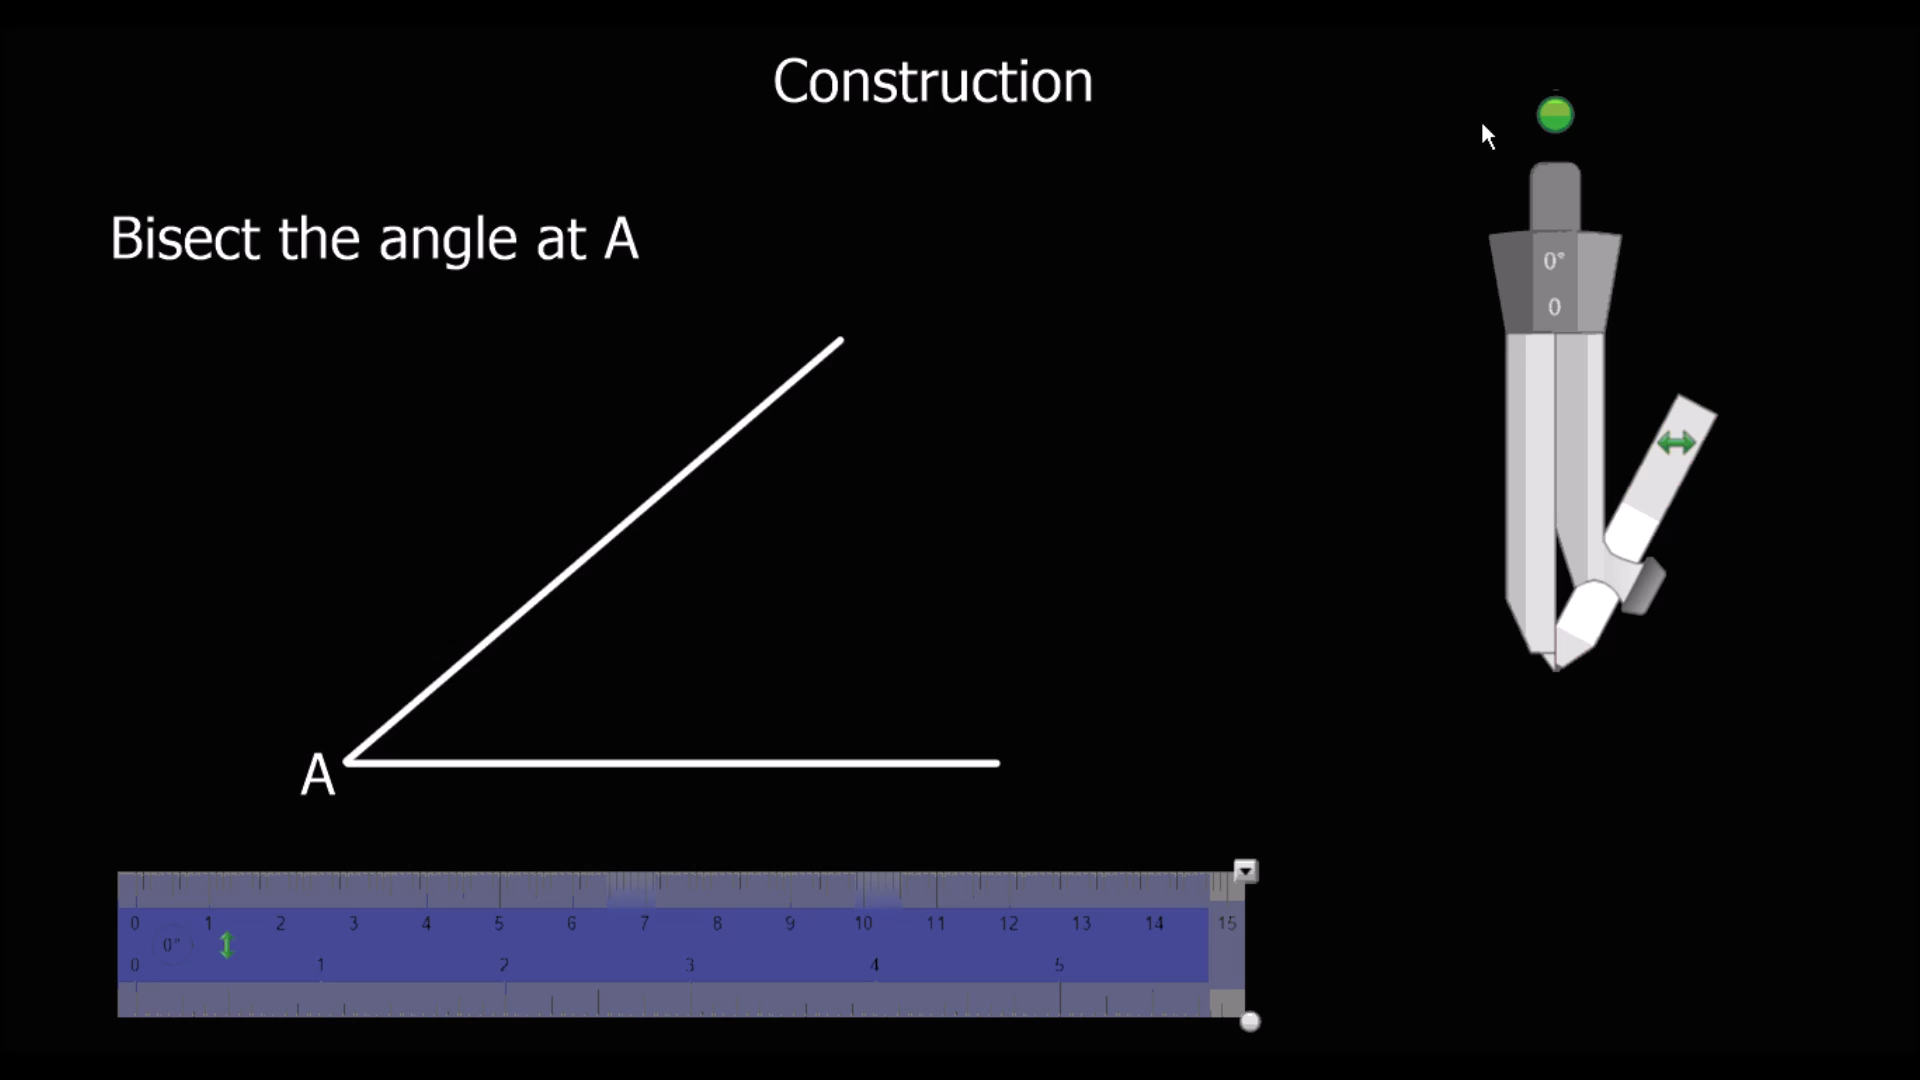 Construction
Bisect the angle at A
0°
0
A
0 1 2 3 4 5 6 7 8 9 10 11 12 13 14 15
0°
0 1 2 3 4 5